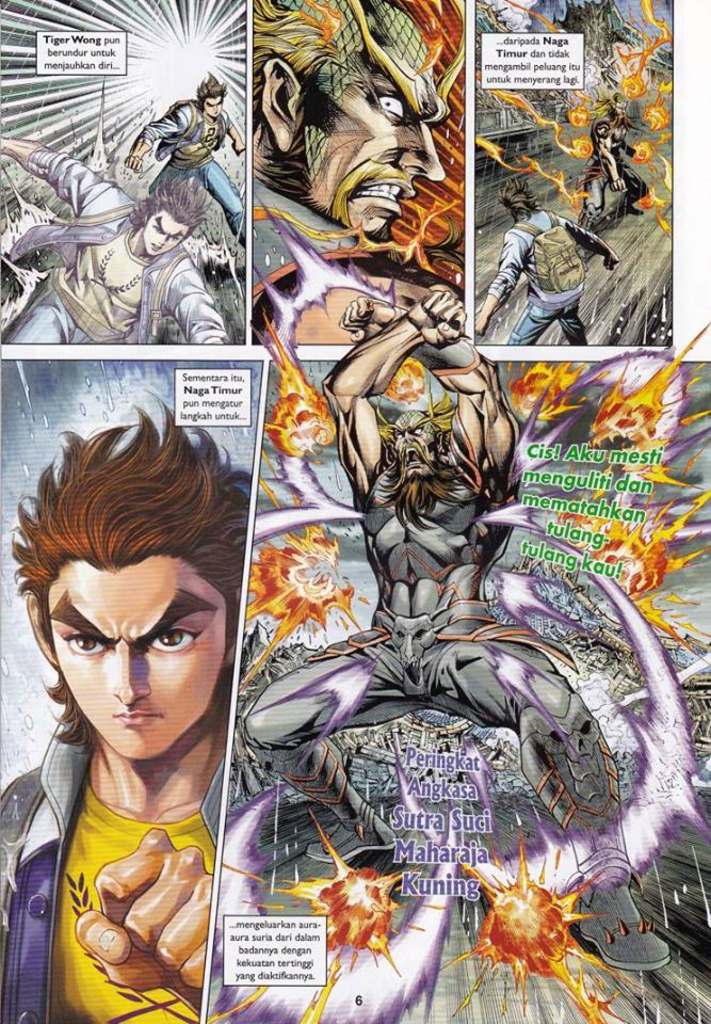 Tiger Wong pun
berundur untuk
menjauhkan diri...
...daripada Naga
Timur dan tidak
mengambil peluang itu
untuk menyerang lagi.
Sementara itu,
Naga Timur
pun mengatur
langkah untuk...
Cis! Aku mesti
menguliti dan
mematahkan
tulang-
tulang kau!
Peringkat
Angkasa
Sutra Suci
Maharaja
Kuning
...mengeluarkan aura-
aura suria dari dalam
badannya dengan
kekuatan tertinggi
yang diaktifkannya.
6